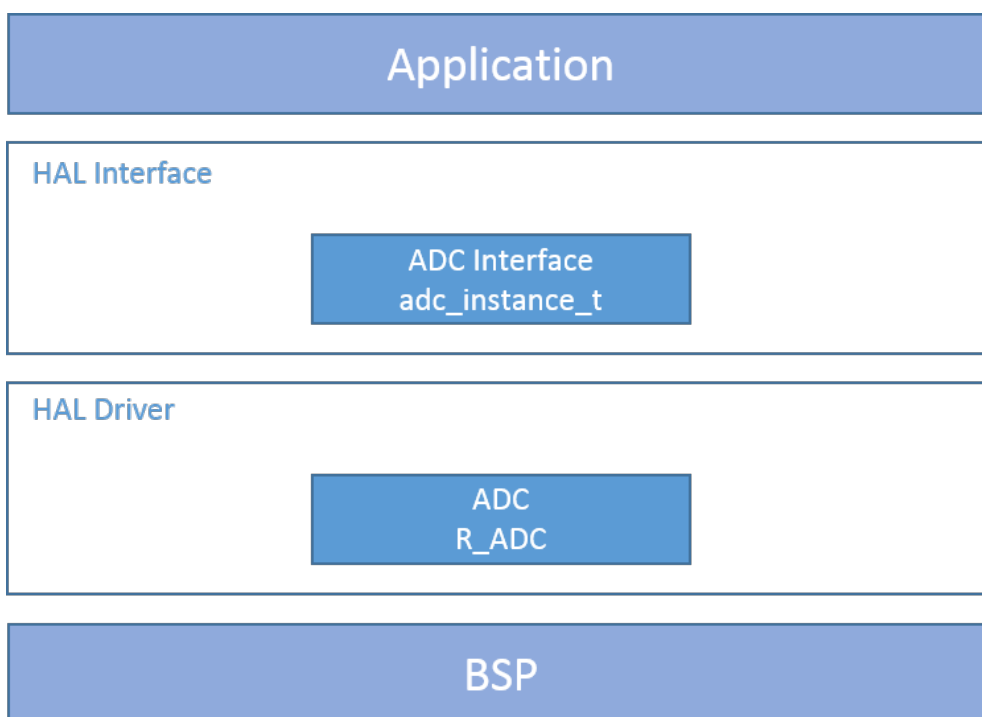 Application
HAL Interface
ADC Interface
adc_instance_t
HAL Driver
ADC
R_ADC
BSP